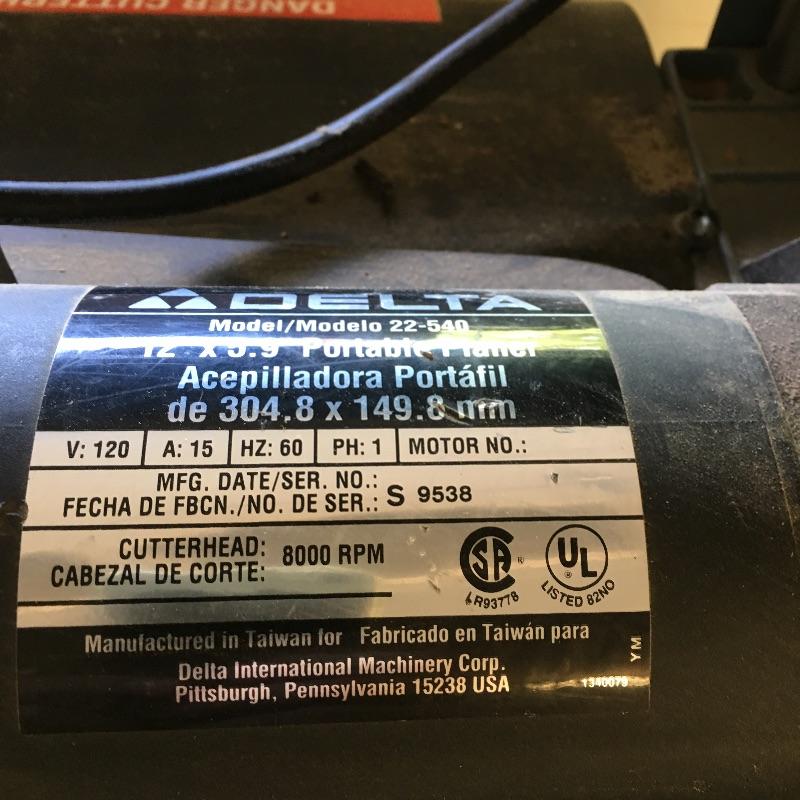 DANGER CUTTERH
DELTA
Model/Modelo 22-540
12" x 5.9" Portable Planer
Acepilladora Portáfil
de 304.8 x 149.8 mm
V: 120 A: 15 HZ: 60 PH: 1 MOTOR NO.:
MFG. DATE/SER. NO.:
FECHA DE FBCN./NO. DE SER.: S 9538
CUTTERHEAD: 8000 RPM
CABEZAL DE CORTE:
SA ® LR93778
UL ® LISTED 82NO
Manufactured in Taiwan for Fabricado en Taiwán para
Delta International Machinery Corp.
Pittsburgh, Pennsylvania 15238 USA
1340079
YM